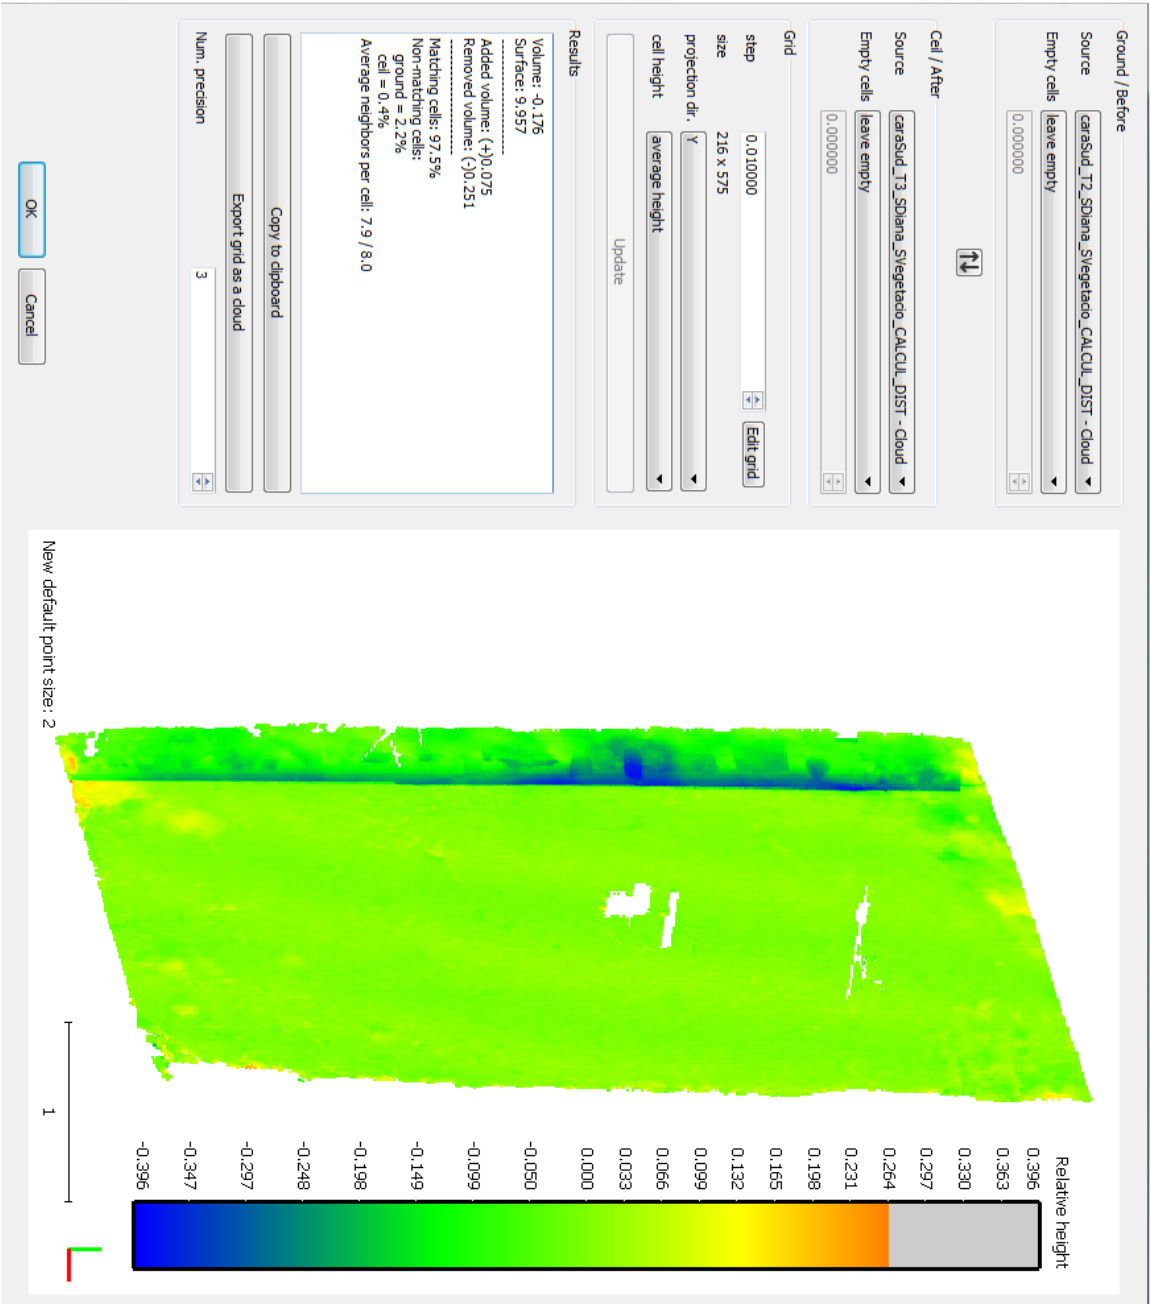 Ground / Before
Source caraSud_T2_SDiana_SVegetacio_CALCUL_DIST - Cloud
Empty cells leave empty
0.000000
Ceil / After
Source caraSud_T3_SDiana_SVegetacio_CALCUL_DIST - Cloud
Empty cells leave empty
0.000000
Grid
step 0.010000 Edit grid
size 216 x 575
projection dir. Y
cell height average height
Update
Results
Volume: -0.176
Surface: 9.957
----------------------
Added volume: (+)0.075
Removed volume: (-)0.251
----------------------
Matching cells: 97.5%
Non-matching cells:
ground = 2.2%
ceil = 0.4%
Average neighbors per cell: 7.9 / 8.0
Copy to clipboard
Export grid as a cloud
Num. precision 3
OK Cancel
Relative height
0.396
0.363
0.330
0.297
0.264
0.231
0.198
0.165
0.132
0.099
0.066
0.033
0.000
-0.050
-0.099
-0.149
-0.198
-0.248
-0.297
-0.347
-0.396
New default point size: 2
1